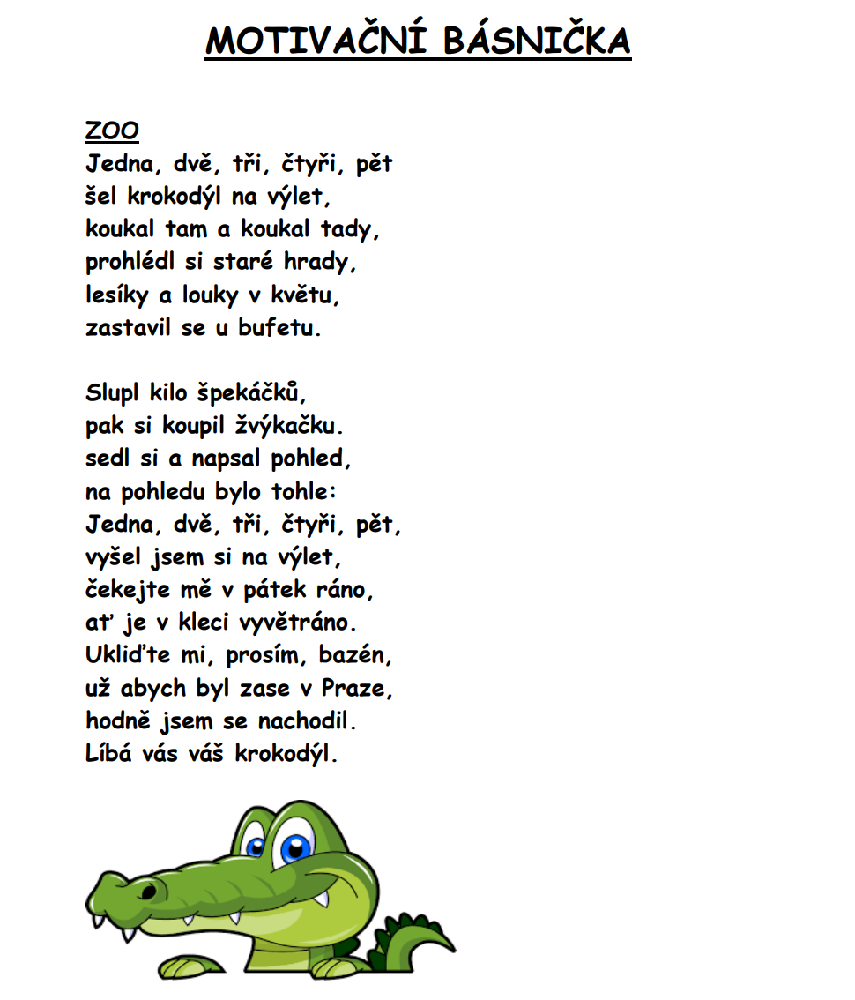 MOTIVAČNÍ BÁSNIČKA
ZOO
Jedna, dvě, tři, čtyři, pět
šel krokodýl na výlet,
koukal tam a koukal tady,
prohlédl si staré hrady,
lesíky a louky v květu,
zastavil se u bufetu.
Slupl kilo špekáčků,
pak si koupil žvýkačku.
sedl si a napsal pohled,
na pohledu bylo tohle:
Jedna, dvě, tři, čtyři, pět,
vyšel jsem si na výlet,
čekejte mě v pátek ráno,
ať je v kleci vyvětráno.
Ukliďte mi, prosím, bazén,
už abych byl zase v Praze,
hodně jsem se nachodil.
Líbá vás váš krokodýl.